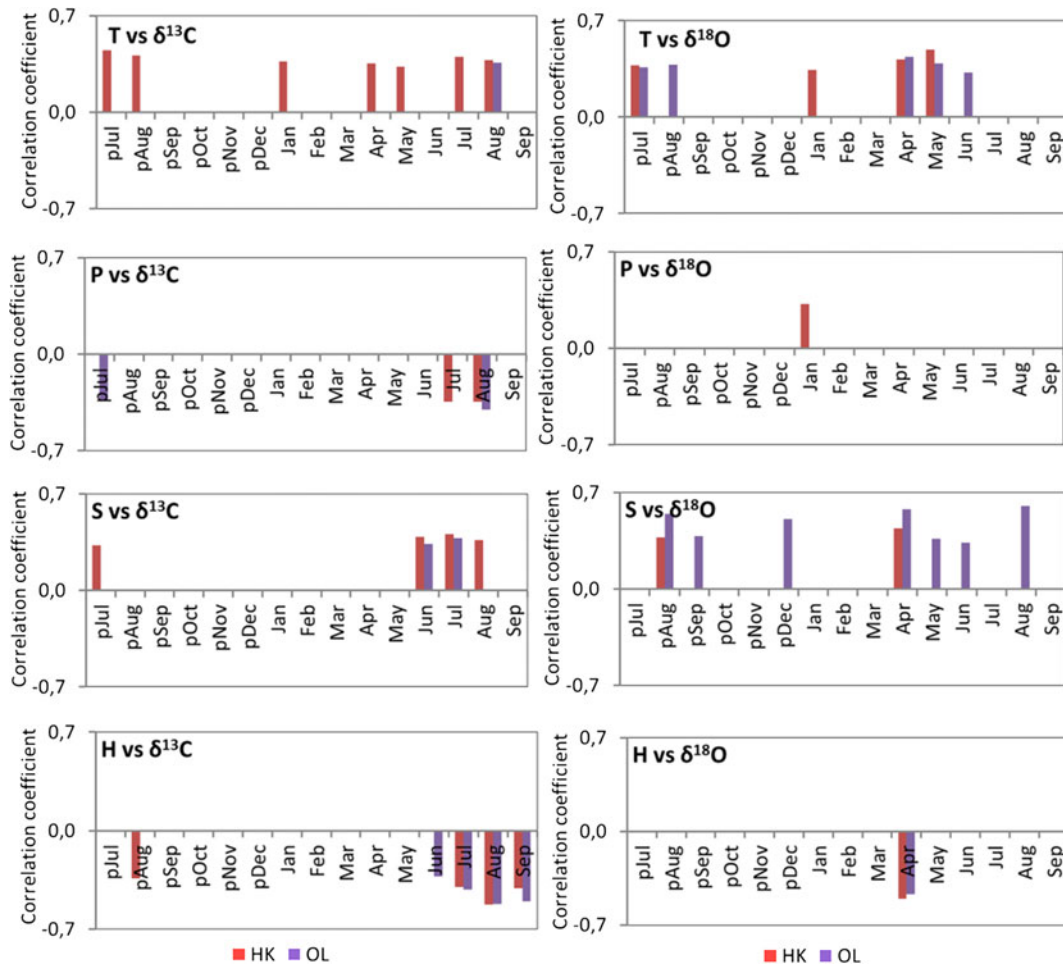 T vs δ¹³C
Correlation coefficient
0,7
0,0
-0,7
pJul pAug pSep pOct pNov pDec Jan Feb Mar Apr May Jun Jul Aug Sep
T vs δ¹⁸O
Correlation coefficient
0,7
0,0
-0,7
pJul pAug pSep pOct pNov pDec Jan Feb Mar Apr May Jun Jul Aug Sep
P vs δ¹³C
Correlation coefficient
0,7
0,0
-0,7
pJul pAug pSep pOct pNov pDec Jan Feb Mar Apr May Jun Jul Aug Sep
P vs δ¹⁸O
Correlation coefficient
0,7
0,0
-0,7
pJul pAug pSep pOct pNov pDec Jan Feb Mar Apr May Jun Jul Aug Sep
S vs δ¹³C
Correlation coefficient
0,7
0,0
-0,7
pJul pAug pSep pOct pNov pDec Jan Feb Mar Apr May Jun Jul Aug Sep
S vs δ¹⁸O
Correlation coefficient
0,7
0,0
-0,7
pJul pAug pSep pOct pNov pDec Jan Feb Mar Apr May Jun Jul Aug Sep
H vs δ¹³C
Correlation coefficient
0,7
0,0
-0,7
pJul pAug pSep pOct pNov pDec Jan Feb Mar Apr May Jun Jul Aug Sep
HK OL
H vs δ¹⁸O
Correlation coefficient
0,7
0,0
-0,7
pJul pAug pSep pOct pNov pDec Jan Feb Mar Apr May Jun Jul Aug Sep
HK OL